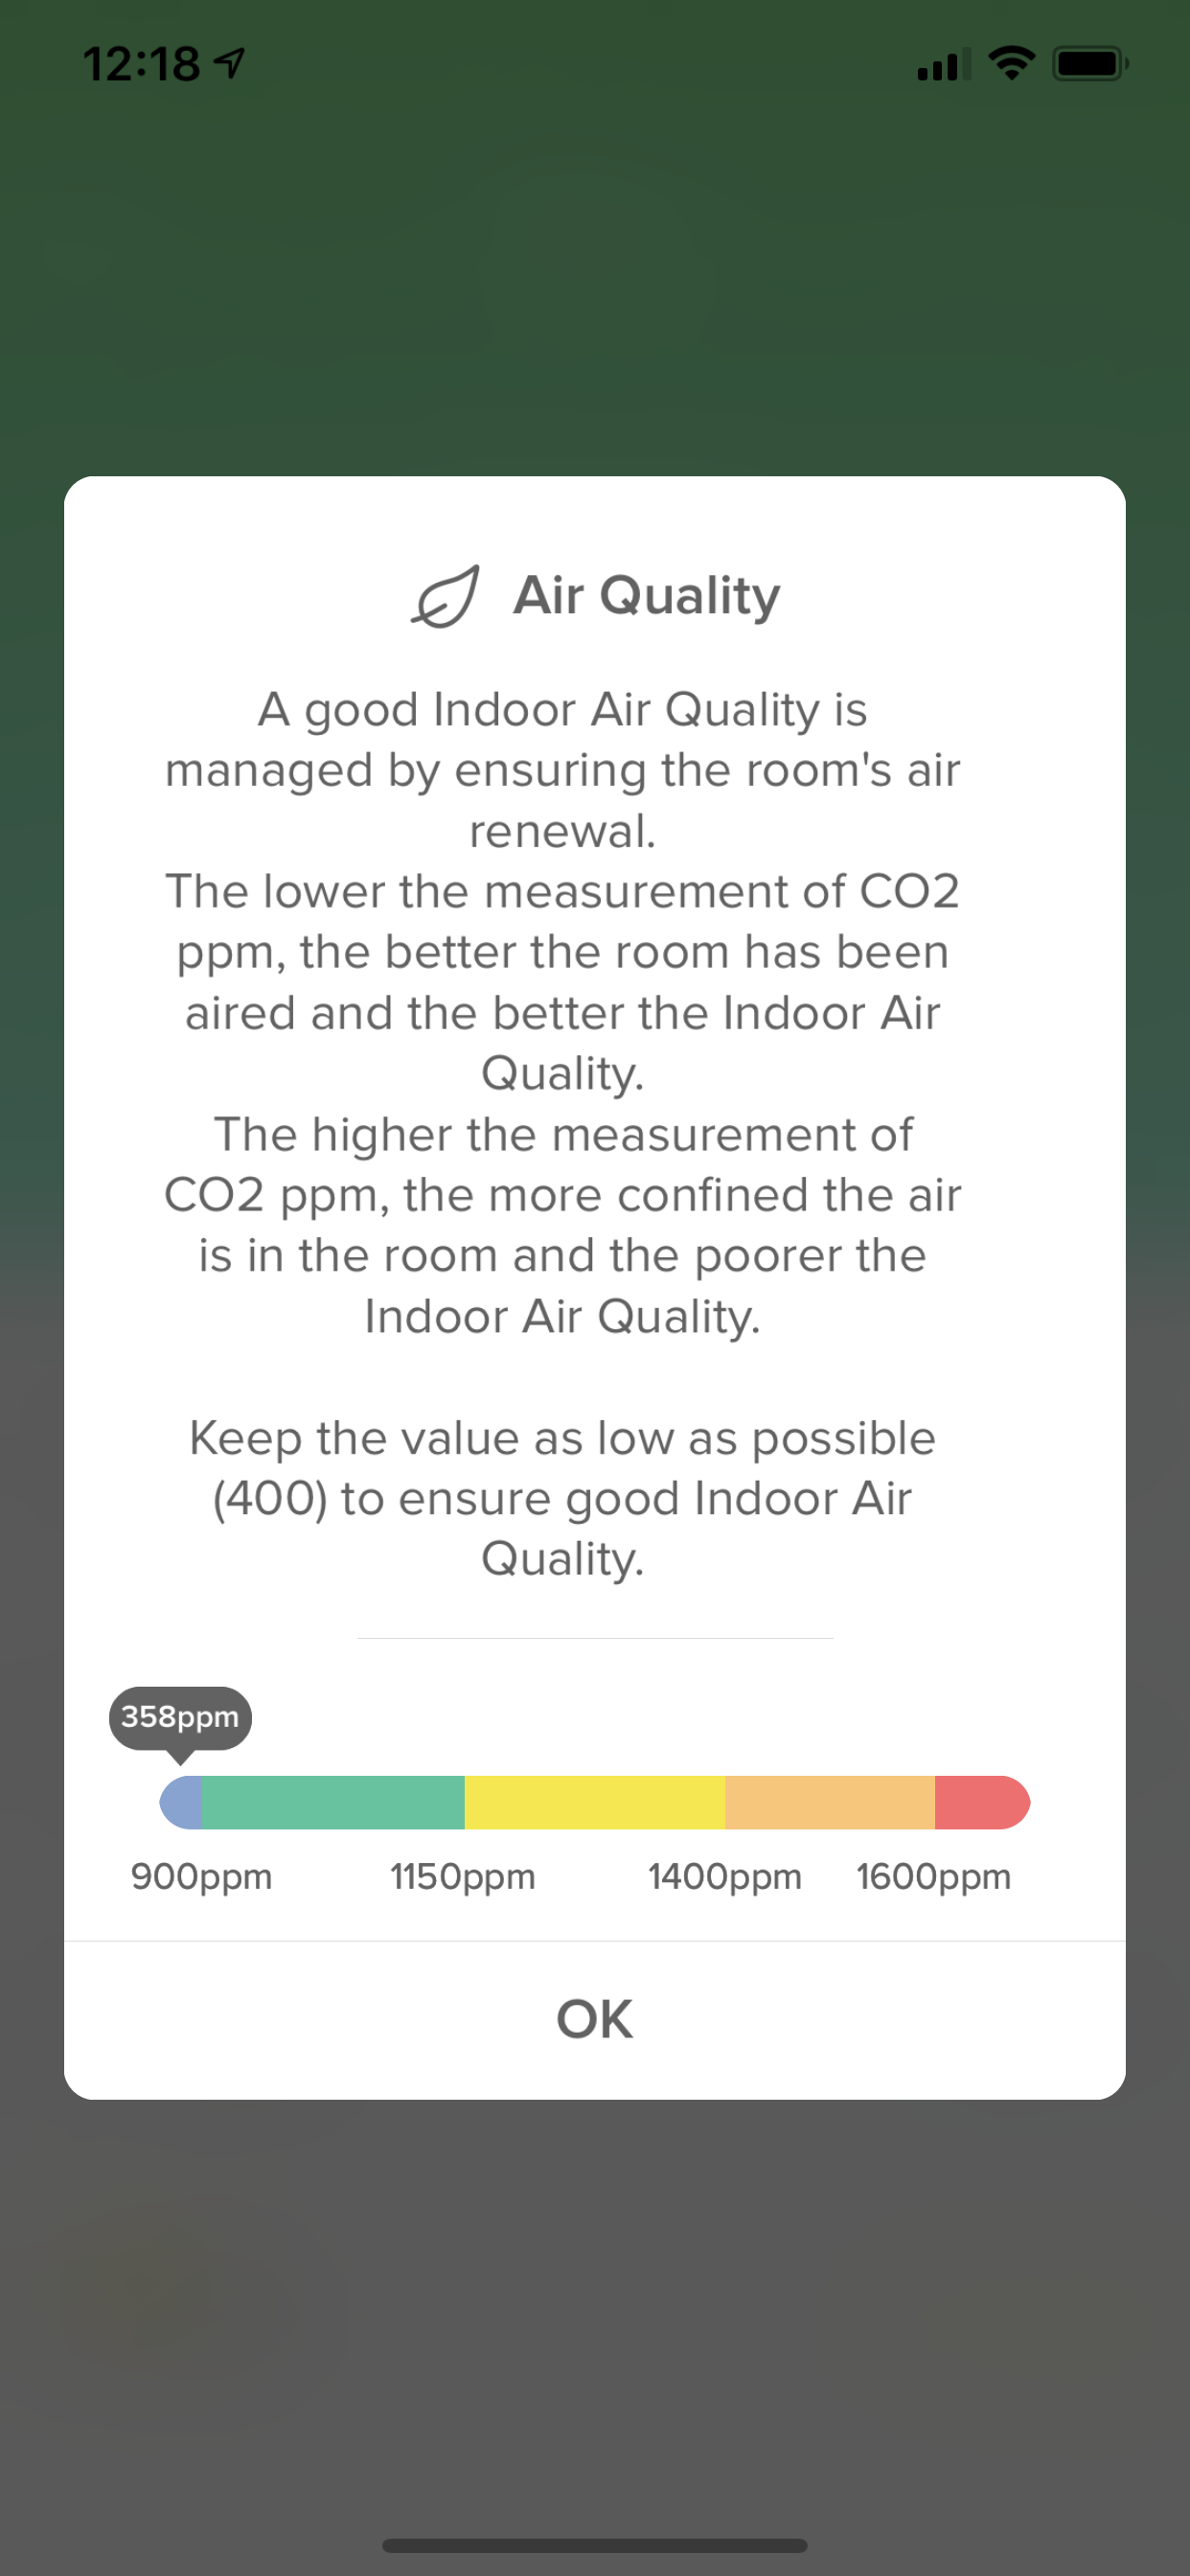 12:18
Air Quality
A good Indoor Air Quality is
managed by ensuring the room's air
renewal.
The lower the measurement of CO2
ppm, the better the room has been
aired and the better the Indoor Air
Quality.
The higher the measurement of
CO2 ppm, the more confined the air
is in the room and the poorer the
Indoor Air Quality.
Keep the value as low as possible
(400) to ensure good Indoor Air
Quality.
358ppm
900ppm 1150ppm 1400ppm 1600ppm
OK